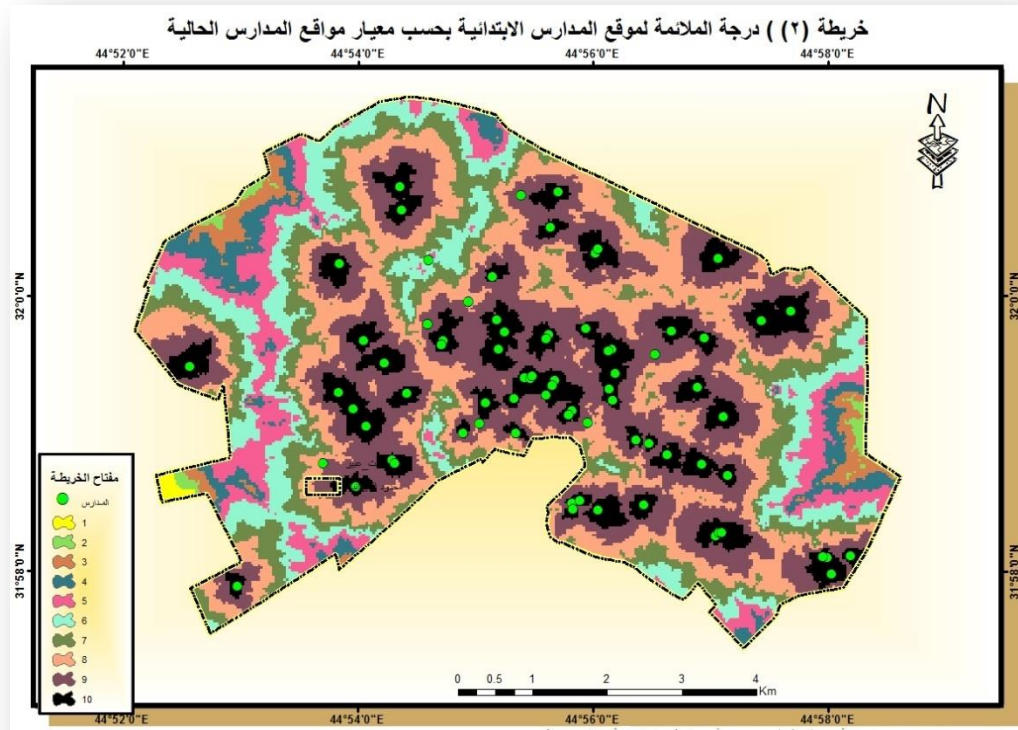 خريطة (٢) ) درجة الملائمة لموقع المدارس الابتدائية بحسب معيار مواقع المدارس الحالية
44°52'0"E 44°54'0"E 44°56'0"E 44°58'0"E
N
32°0'0"N 32°0'0"N
31°58'0"N 31°58'0"N
مفتاح الخريطة
المدارس
1
2
3
4
5
6
7
8
9
10
0 0.5 1 2 3 4
Km
44°52'0"E 44°54'0"E 44°56'0"E 44°58'0"E